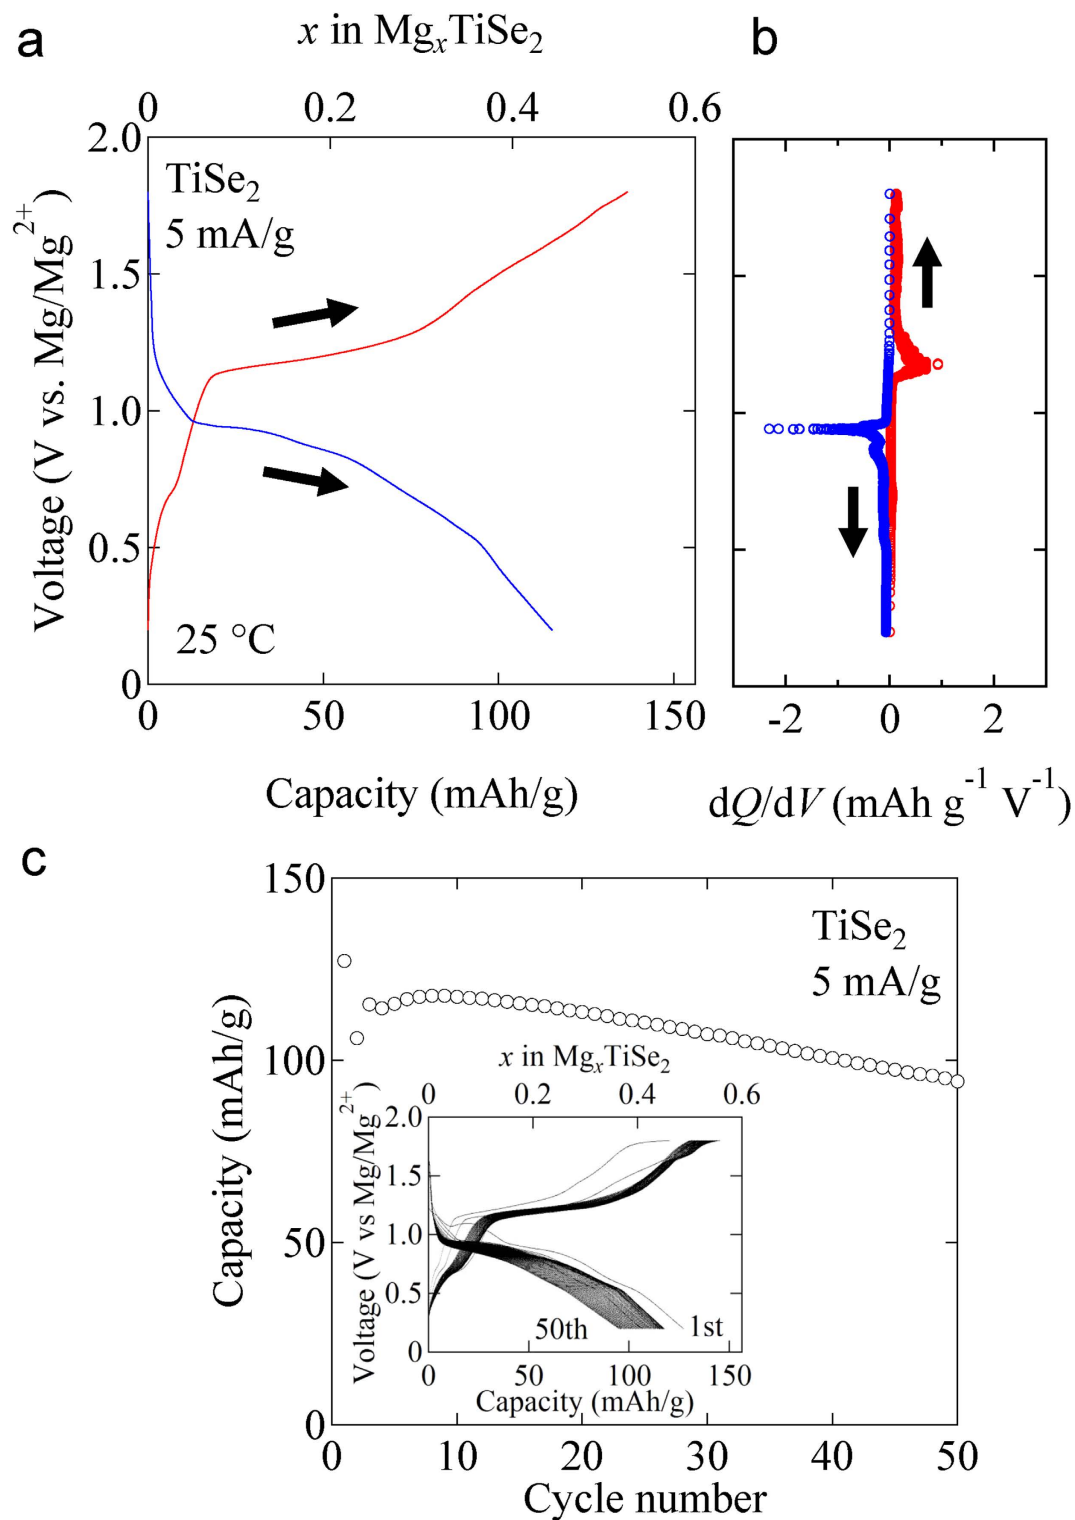 a
x in MgₓTiSe₂
b
0 0.2 0.4 0.6
2.0
1.5
1.0
0.5
0
Voltage (V vs. Mg/Mg²⁺)
TiSe₂
5 mA/g
25 °C
0 50 100 150
Capacity (mAh/g)
-2 0 2
dQ/dV (mAh g⁻¹ V⁻¹)
c
150
100
50
0
Capacity (mAh/g)
TiSe₂
5 mA/g
x in MgₓTiSe₂
0 0.2 0.4 0.6
2.0
1.5
1.0
0.5
0
Voltage (V vs Mg/Mg²⁺)
50th 1st
0 50 100 150
Capacity (mAh/g)
0 10 20 30 40 50
Cycle number